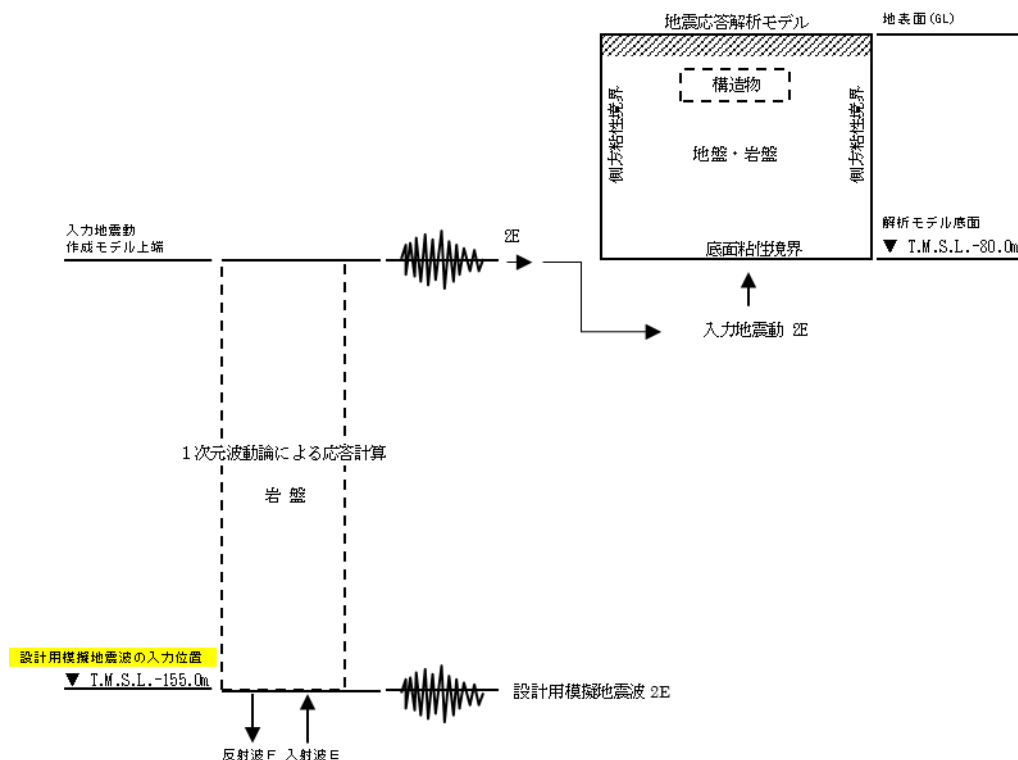 地震応答解析モデル
地表面(GL)
構造物
側方粘性境界
側方粘性境界
地盤・岩盤
入力地震動
作成モデル上端
2E
解析モデル底面
▼ T.M.S.L.-80.0m
底面粘性境界
入力地震動 2E
1次元波動論による応答計算
岩 盤
設計用模擬地震波の入力位置
▼ T.M.S.L.-155.0m
設計用模擬地震波 2E
反射波F 入射波E